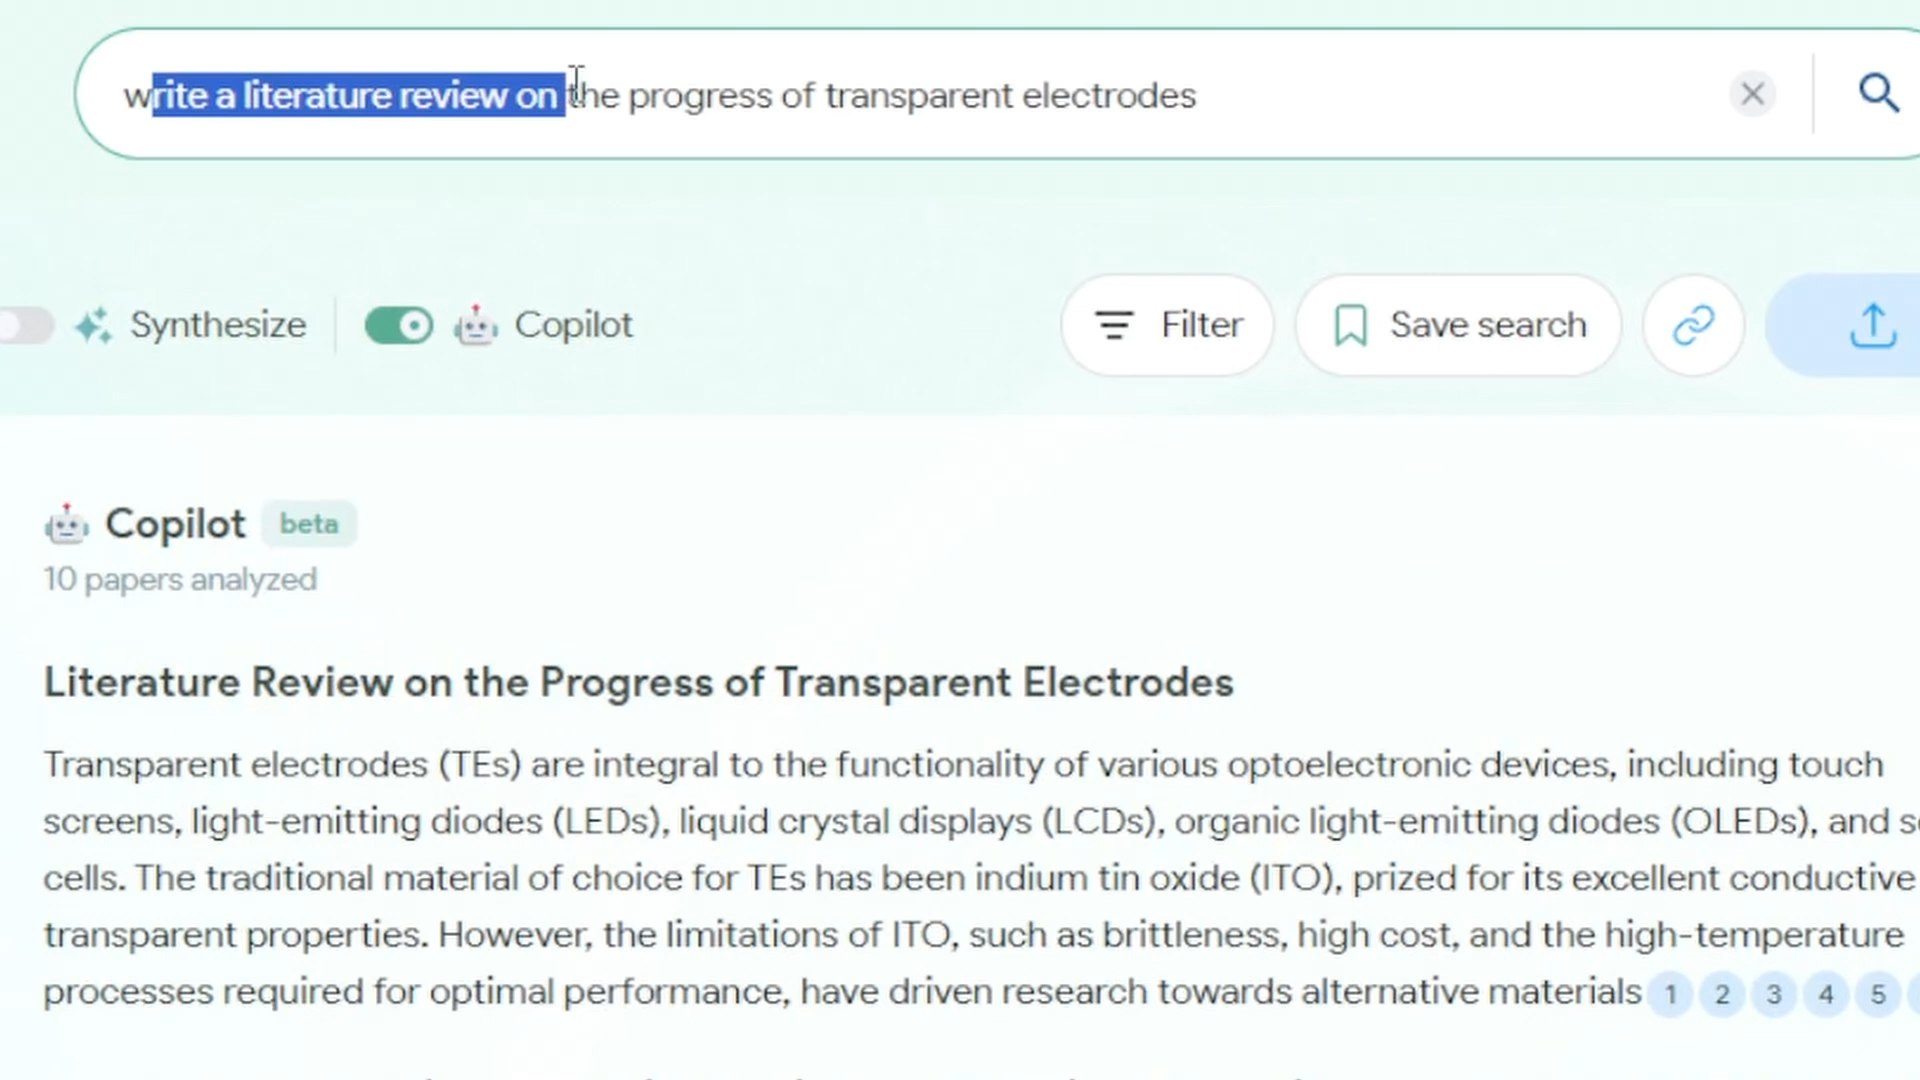 write a literature review on the progress of transparent electrodes
Synthesize
Copilot
Filter
Save search
Copilot beta
10 papers analyzed
Literature Review on the Progress of Transparent Electrodes
Transparent electrodes (TEs) are integral to the functionality of various optoelectronic devices, including touch
screens, light-emitting diodes (LEDs), liquid crystal displays (LCDs), organic light-emitting diodes (OLEDs), and
cells. The traditional material of choice for TEs has been indium tin oxide (ITO), prized for its excellent conductive
transparent properties. However, the limitations of ITO, such as brittleness, high cost, and the high-temperature
processes required for optimal performance, have driven research towards alternative materials 1 2 3 4 5